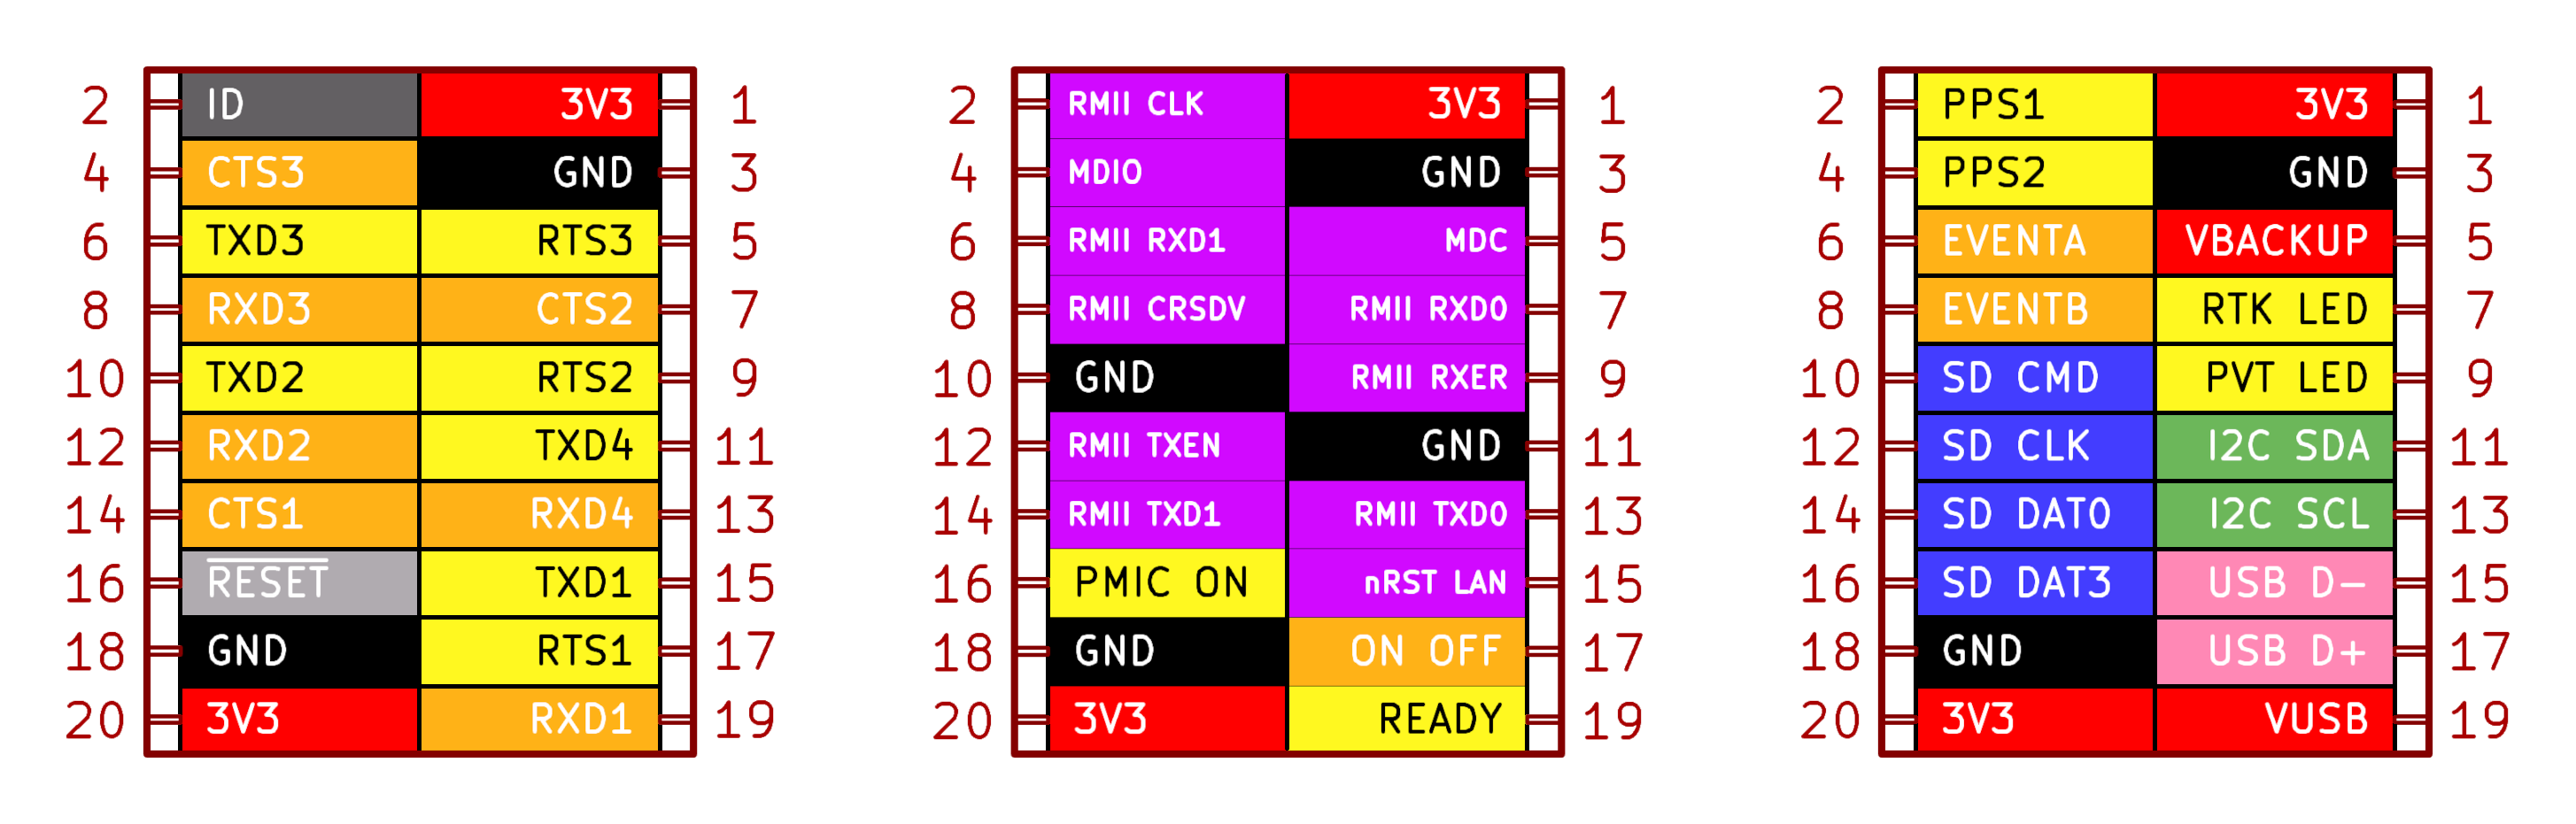 2 ID 3V3 1
4 CTS3 GND 3
6 TXD3 RTS3 5
8 RXD3 CTS2 7
10 TXD2 RTS2 9
12 RXD2 TXD4 11
14 CTS1 RXD4 13
16 RESET TXD1 15
18 GND RTS1 17
20 3V3 RXD1 19
2 RMII CLK 3V3 1
4 MDIO GND 3
6 RMII RXD1 MDC 5
8 RMII CRSDV RMII RXD0 7
10 GND RMII RXER 9
12 RMII TXEN GND 11
14 RMII TXD1 RMII TXD0 13
16 PMIC ON nRST LAN 15
18 GND ON OFF 17
20 3V3 READY 19
2 PPS1 3V3 1
4 PPS2 GND 3
6 EVENTA VBACKUP 5
8 EVENTB RTK LED 7
10 SD CMD PVT LED 9
12 SD CLK I2C SDA 11
14 SD DAT0 I2C SCL 13
16 SD DAT3 USB D- 15
18 GND USB D+ 17
20 3V3 VUSB 19